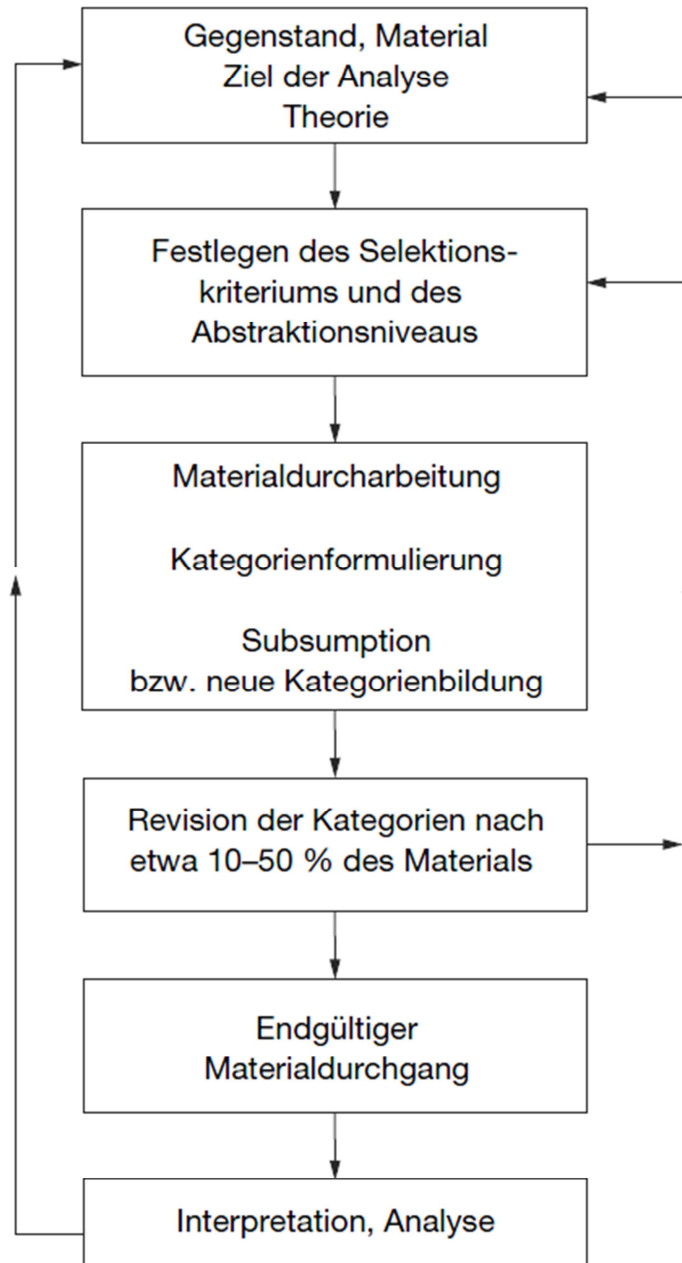 Gegenstand, Material
Ziel der Analyse
Theorie
Festlegen des Selektions-
kriteriums und des
Abstraktionsniveaus
Materialdurcharbeitung
Kategorienformulierung
Subsumption
bzw. neue Kategorienbildung
Revision der Kategorien nach
etwa 10–50 % des Materials
Endgültiger
Materialdurchgang
Interpretation, Analyse